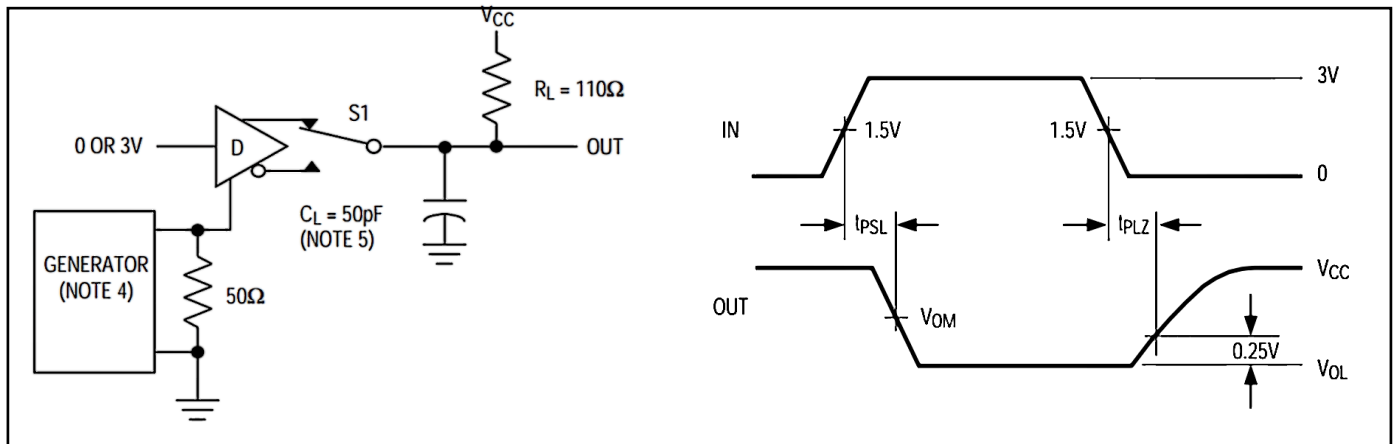 VCC
RL = 110Ω
S1
0 OR 3V
D
OUT
CL = 50pF
(NOTE 5)
GENERATOR
(NOTE 4)
50Ω
3V
IN
1.5V
1.5V
0
tPSL
tPLZ
VCC
OUT
VOM
0.25V
VOL